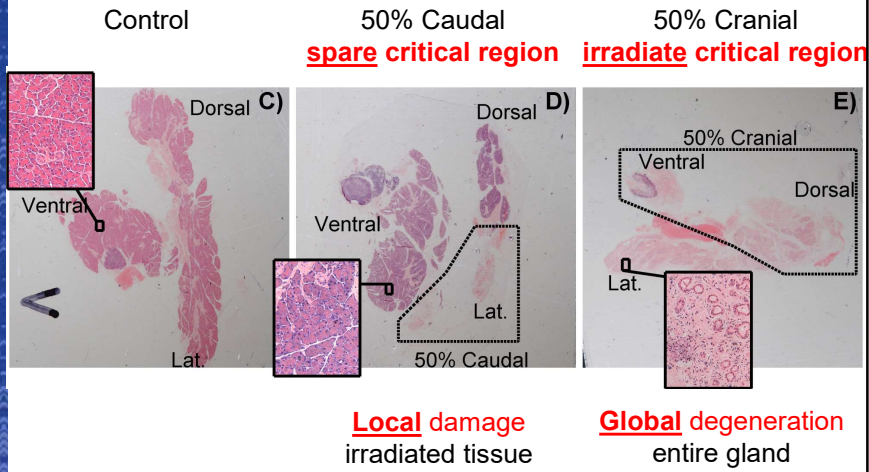 Control
50% Caudal
spare critical region
50% Cranial
irradiate critical region
C)
Dorsal
Ventral
Lat.
D)
Dorsal
Ventral
Lat.
50% Caudal
E)
50% Cranial
Ventral
Dorsal
Lat.
Local damage
irradiated tissue
Global degeneration
entire gland